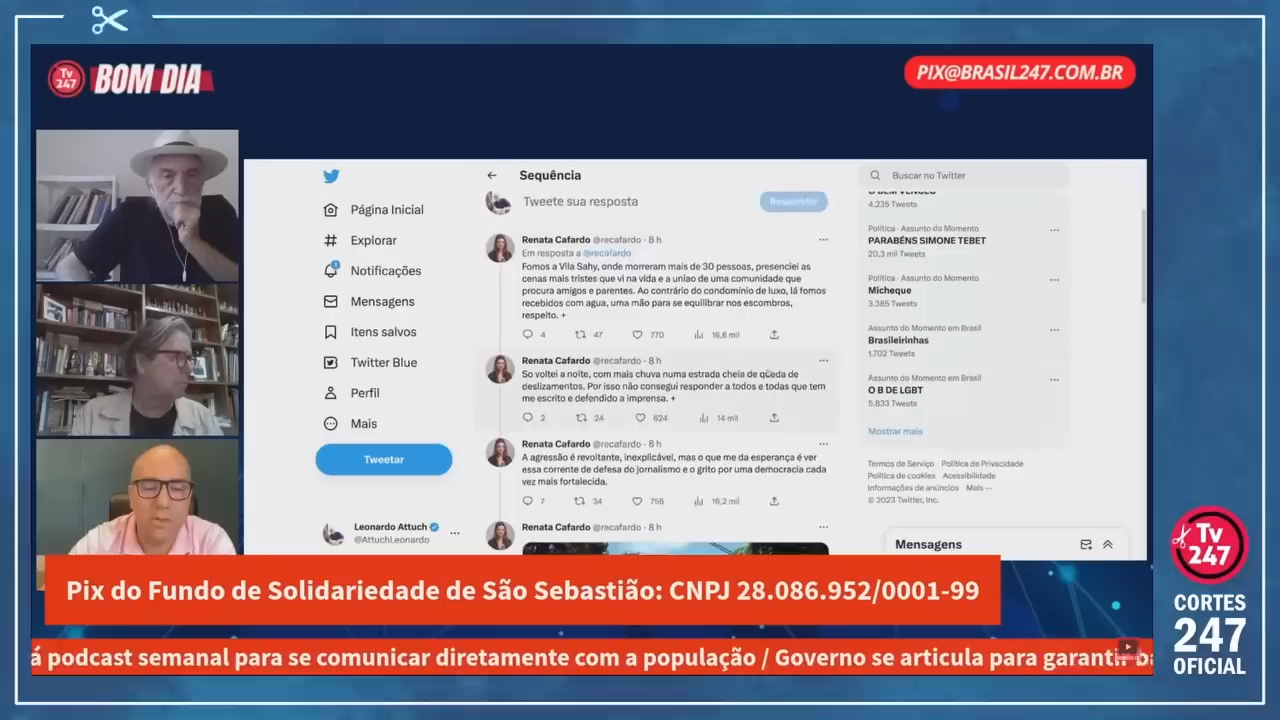 Tv
247
BOM DIA
PIX@BRASIL247.COM.BR
Página Inicial
Explorar
1
Notificações
Mensagens
Itens salvos
Twitter Blue
Perfil
Mais
Tweetar
Leonardo Attuch
@AttuchLeonardo
Sequência
Tweete sua resposta
Responder
Renata Cafardo @recafardo · 8 h
Em resposta a @recafardo
Fomos a Vila Sahy, onde morreram mais de 30 pessoas, presenciei as
cenas mais tristes que vi na vida e a uniao de uma comunidade que
procura amigos e parentes. Ao contrário do condomínio de luxo, lá fomos
recebidos com agua, uma mão para se equilibrar nos escombros,
respeito. +
4 47 770 16,6 mil
Renata Cafardo @recafardo · 8 h
So voltei a noite, com mais chuva numa estrada cheia de queda de
deslizamentos. Por isso não consegui responder a todos e todas que tem
me escrito e defendido a imprensa. +
2 24 624 14 mil
Renata Cafardo @recafardo · 8 h
A agressão é revoltante, inexplicável, mas o que me da esperança é ver
essa corrente de defesa do jornalismo e o grito por uma democracia cada
vez mais fortalecida.
7 34 756 16,2 mil
Renata Cafardo @recafardo · 8 h
Buscar no Twitter
O BEM VENCEU
4.235 Tweets
Política · Assunto do Momento
PARABÉNS SIMONE TEBET
20,3 mil Tweets
Política · Assunto do Momento
Micheque
3.385 Tweets
Assunto do Momento em Brasil
Brasileirinhas
1.702 Tweets
Assunto do Momento em Brasil
O B DE LGBT
5.833 Tweets
Mostrar mais
Termos de Serviço Política de Privacidade
Política de cookies Acessibilidade
Informações de anúncios Mais ···
© 2023 Twitter, Inc.
Mensagens
Pix do Fundo de Solidariedade de São Sebastião: CNPJ 28.086.952/0001-99
á podcast semanal para se comunicar diretamente com a população / Governo se articula para garantir ba
Tv
247
CORTES
247
OFICIAL